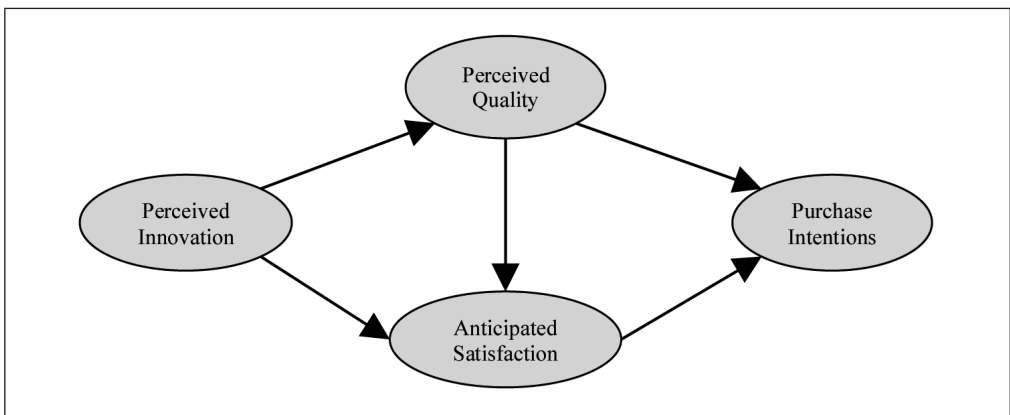 Perceived
Quality
Perceived
Innovation
Purchase
Intentions
Anticipated
Satisfaction